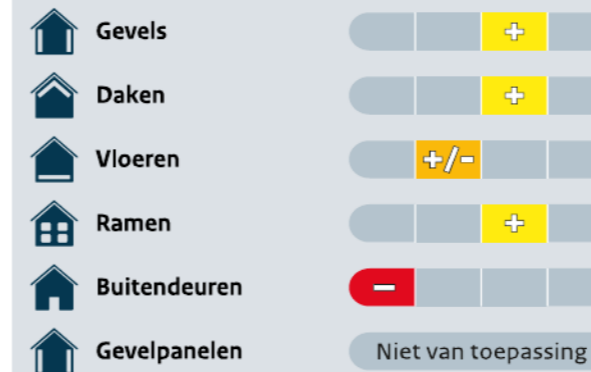 Gevels +
Daken +
Vloeren +/-
Ramen +
Buitendeuren -
Gevelpanelen Niet van toepassing